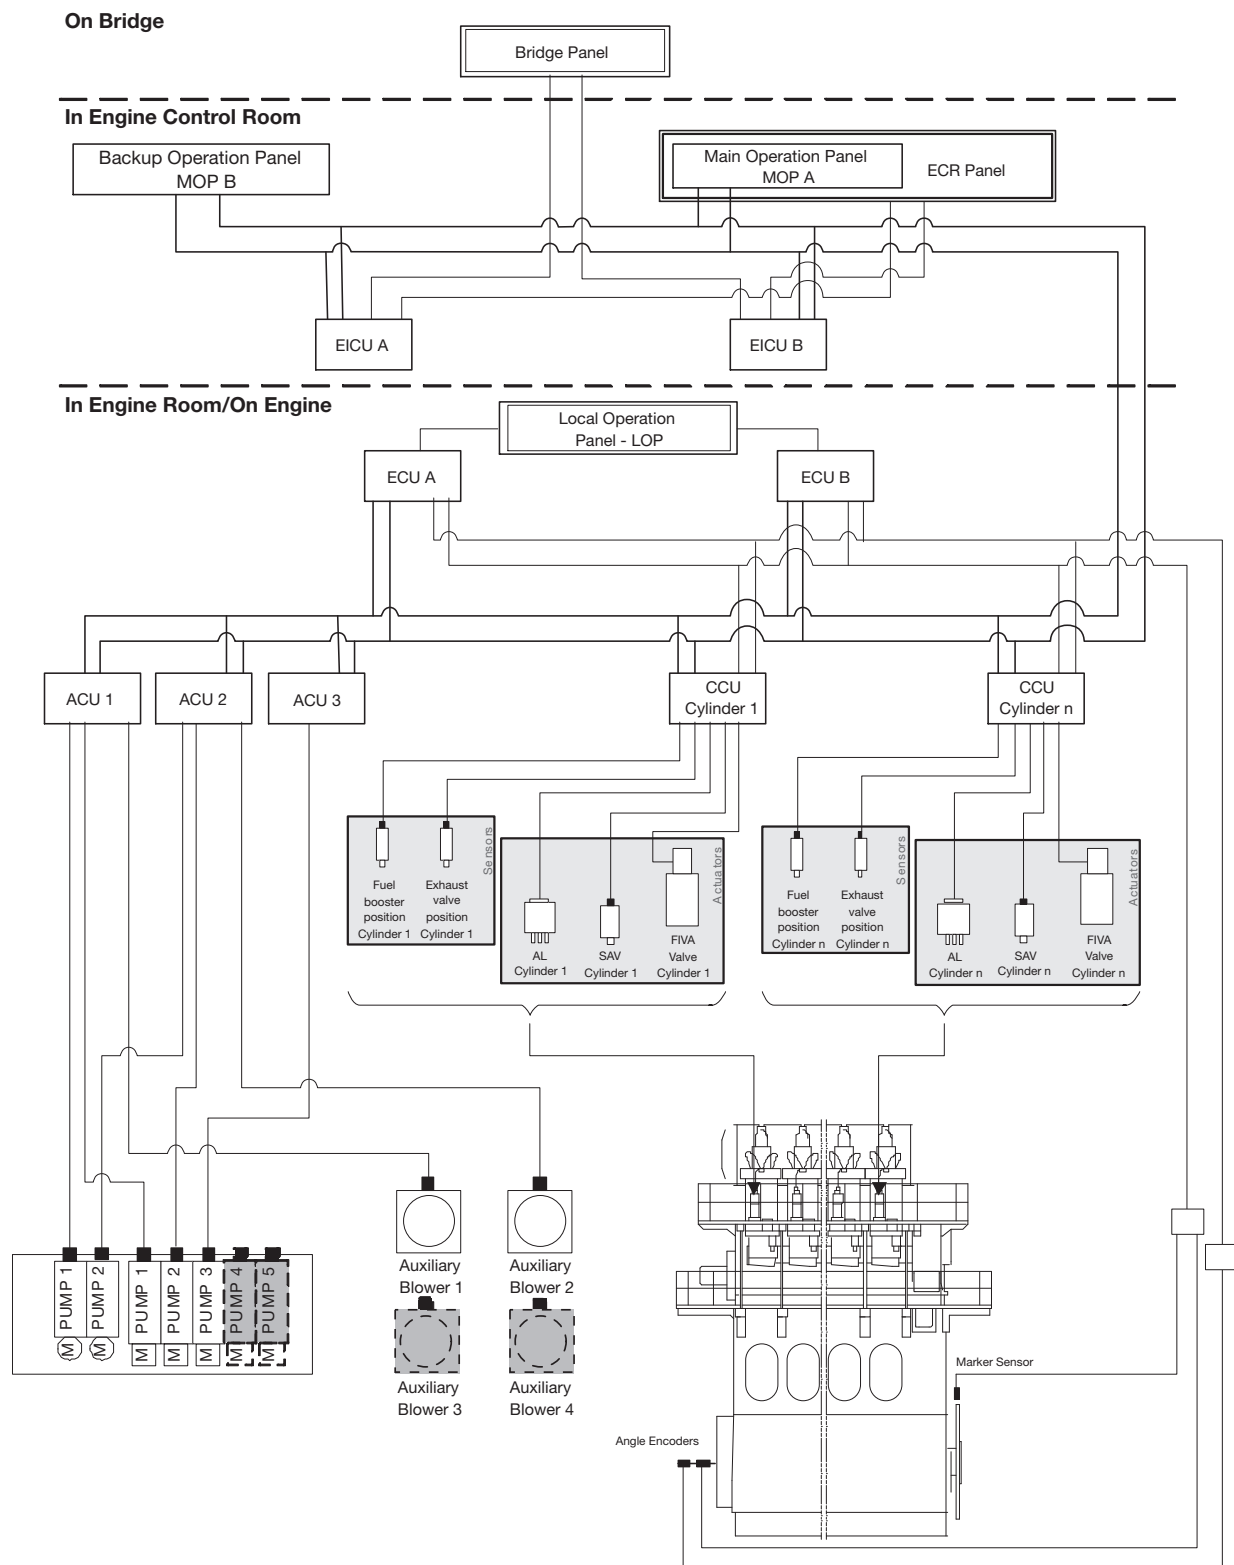 On Bridge
Bridge Panel
In Engine Control Room
Backup Operation Panel
MOP B
Main Operation Panel
MOP A
ECR Panel
EICU A
EICU B
In Engine Room/On Engine
Local Operation
Panel - LOP
ECU A
ECU B
ACU 1
ACU 2
ACU 3
CCU
Cylinder 1
CCU
Cylinder n
Sensors
Fuel
booster
position
Cylinder 1
Exhaust
valve
position
Cylinder 1
Actuators
AL
Cylinder 1
SAV
Cylinder 1
FIVA
Valve
Cylinder 1
Sensors
Fuel
booster
position
Cylinder n
Exhaust
valve
position
Cylinder n
Actuators
AL
Cylinder n
SAV
Cylinder n
FIVA
Valve
Cylinder n
M PUMP 1
M PUMP 2
M PUMP 1
M PUMP 2
M PUMP 3
M PUMP 4
M PUMP 5
Auxiliary
Blower 1
Auxiliary
Blower 2
Auxiliary
Blower 3
Auxiliary
Blower 4
Marker Sensor
Angle Encoders